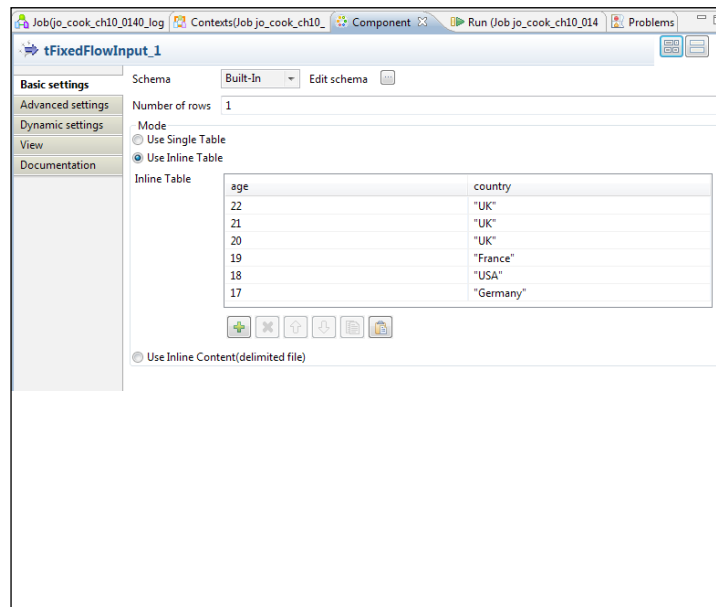 Job(jo_cook_ch10_0140_log Contexts(Job jo_cook_ch10_ Component Run (Job jo_cook_ch10_014 Problems
tFixedFlowInput_1
Basic settings
Advanced settings
Dynamic settings
View
Documentation
Schema Built-In Edit schema ...
Number of rows 1
Mode
Use Single Table
Use Inline Table
Inline Table
age country
22 "UK"
21 "UK"
20 "UK"
19 "France"
18 "USA"
17 "Germany"
Use Inline Content(delimited file)